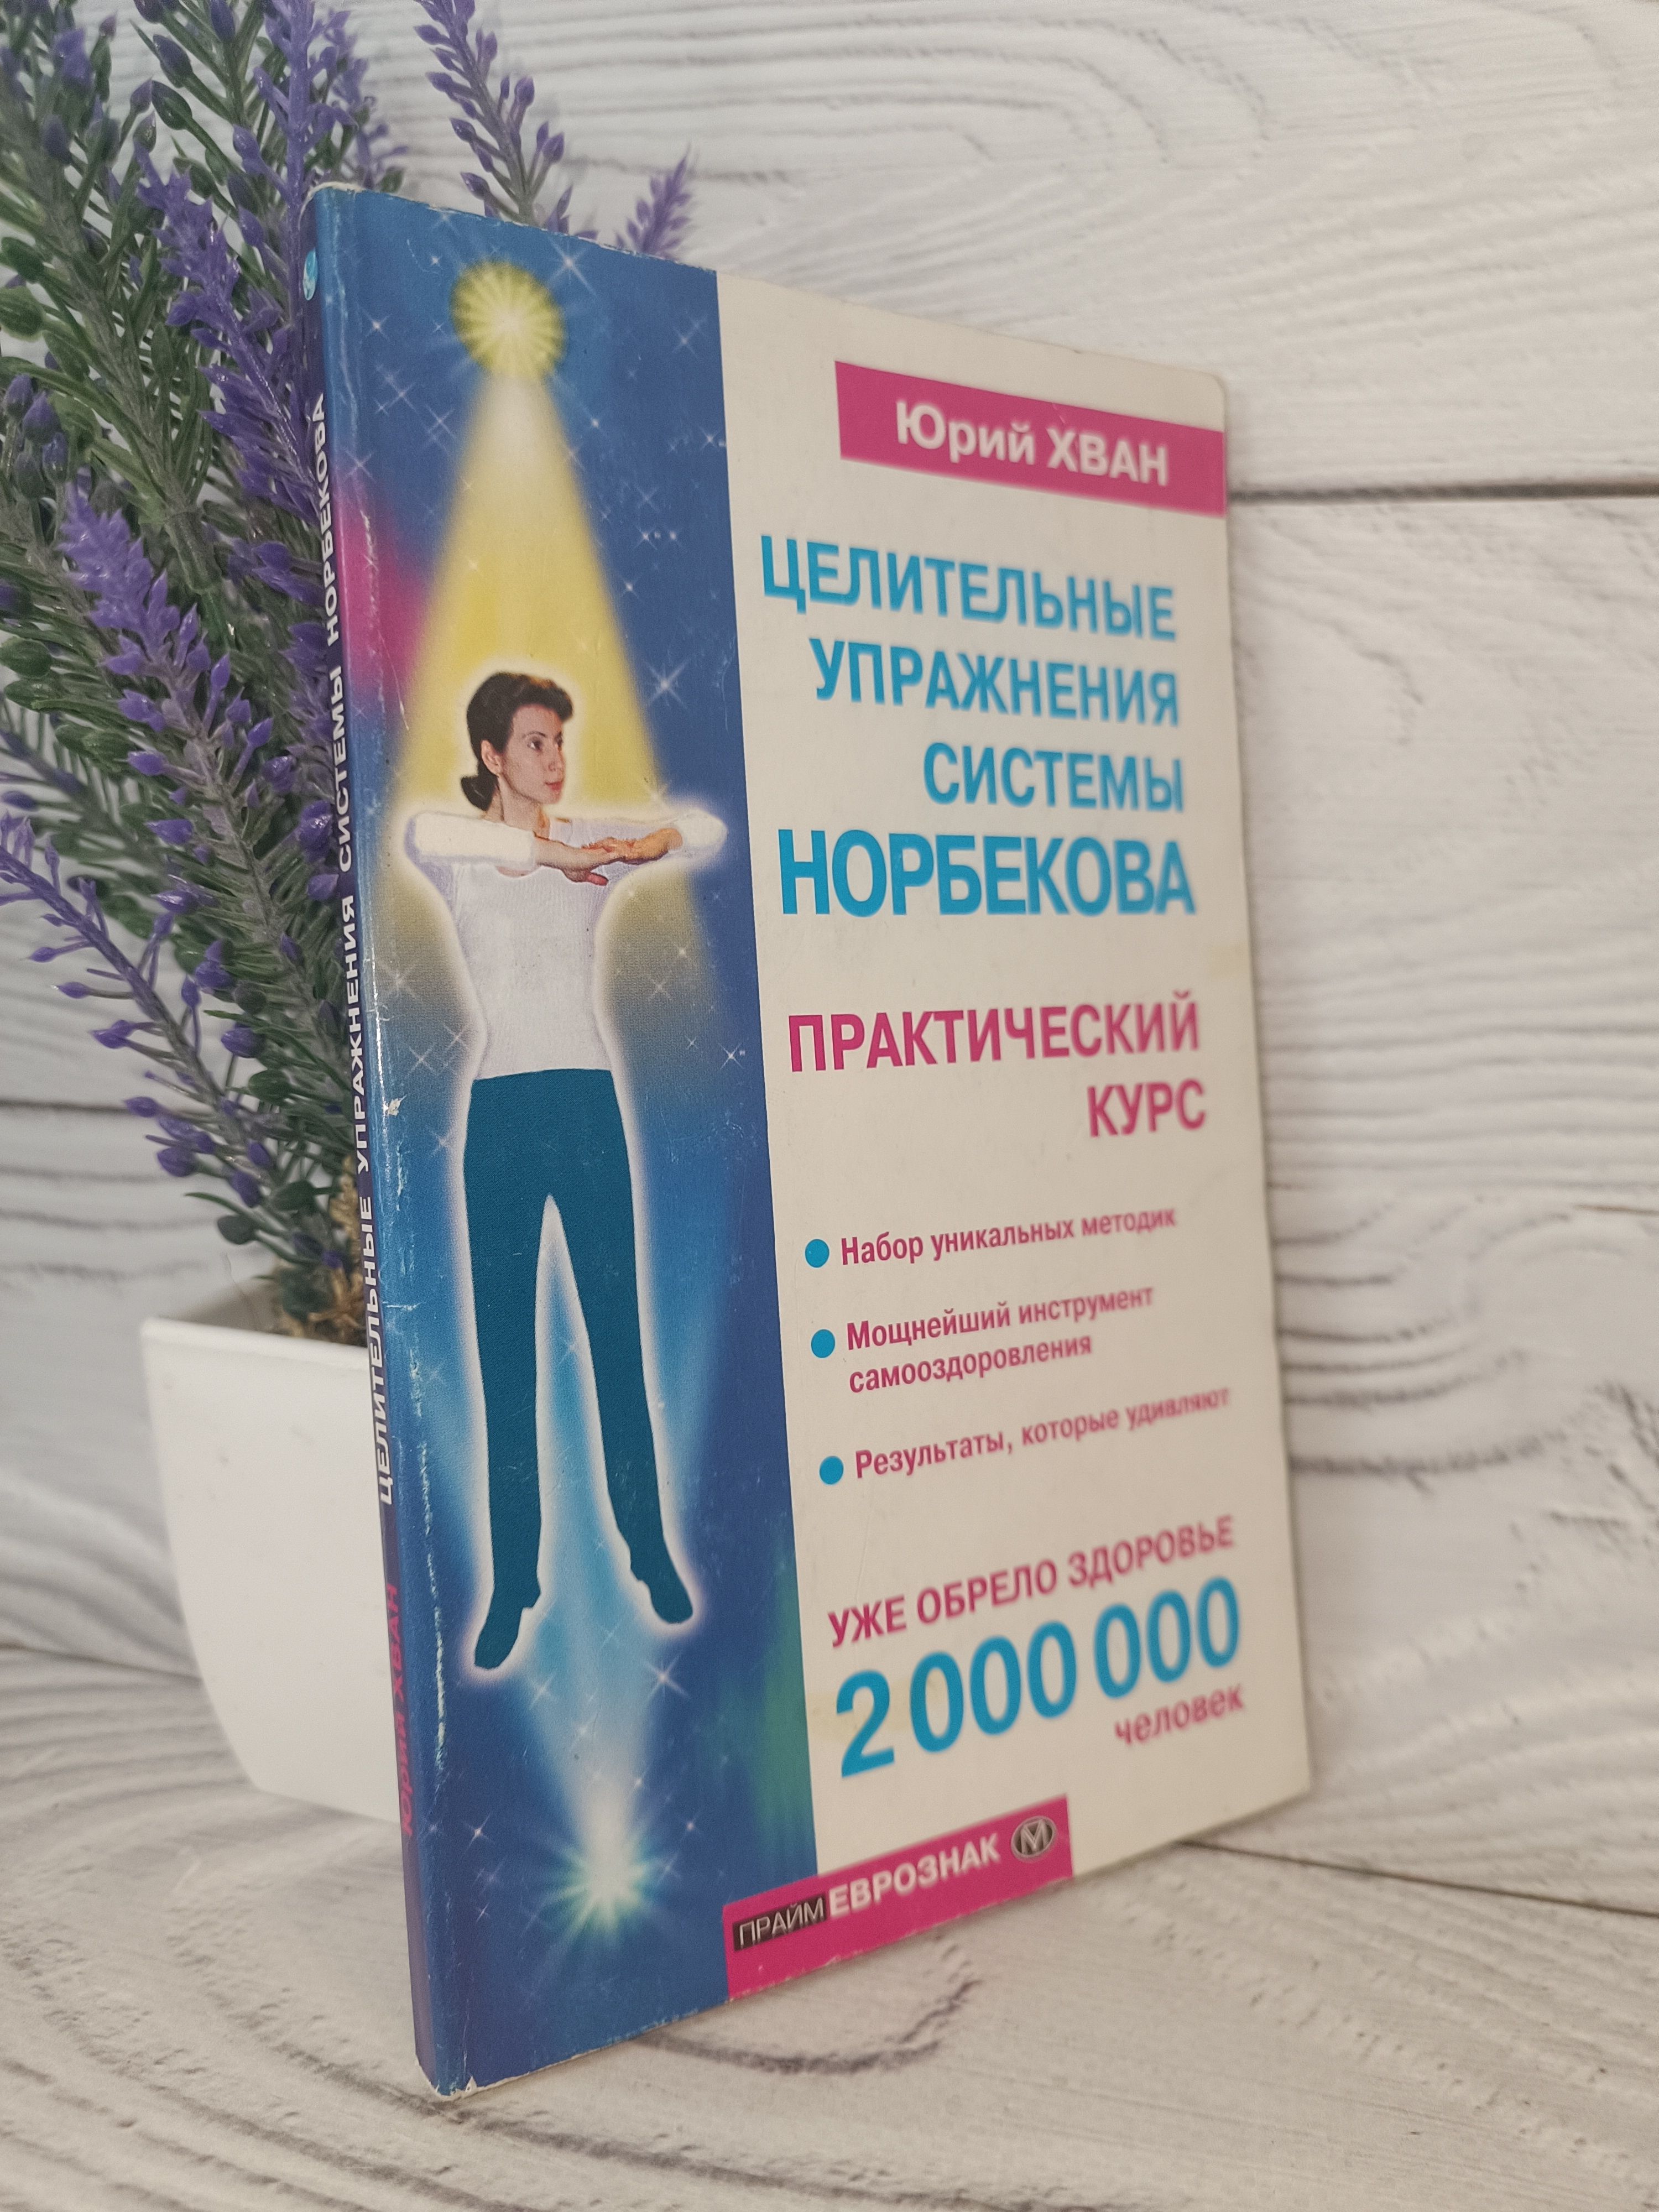 Юрий ХВАН
ЦЕЛИТЕЛЬНЫЕ
УПРАЖНЕНИЯ
СИСТЕМЫ
НОРБЕКОВА
ПРАКТИЧЕСКИЙ
КУРС
Набор уникальных методик
Мощнейший инструмент
самооздоровления
Результаты, которые удивляют
УЖЕ ОБРЕЛО ЗДОРОВЬЕ
2 000 000
человек
ПРАЙМ ЕВРОЗНАК М
Юрий ХВАН ЦЕЛИТЕЛЬНЫЕ УПРАЖНЕНИЯ СИСТЕМЫ НОРБЕКОВА